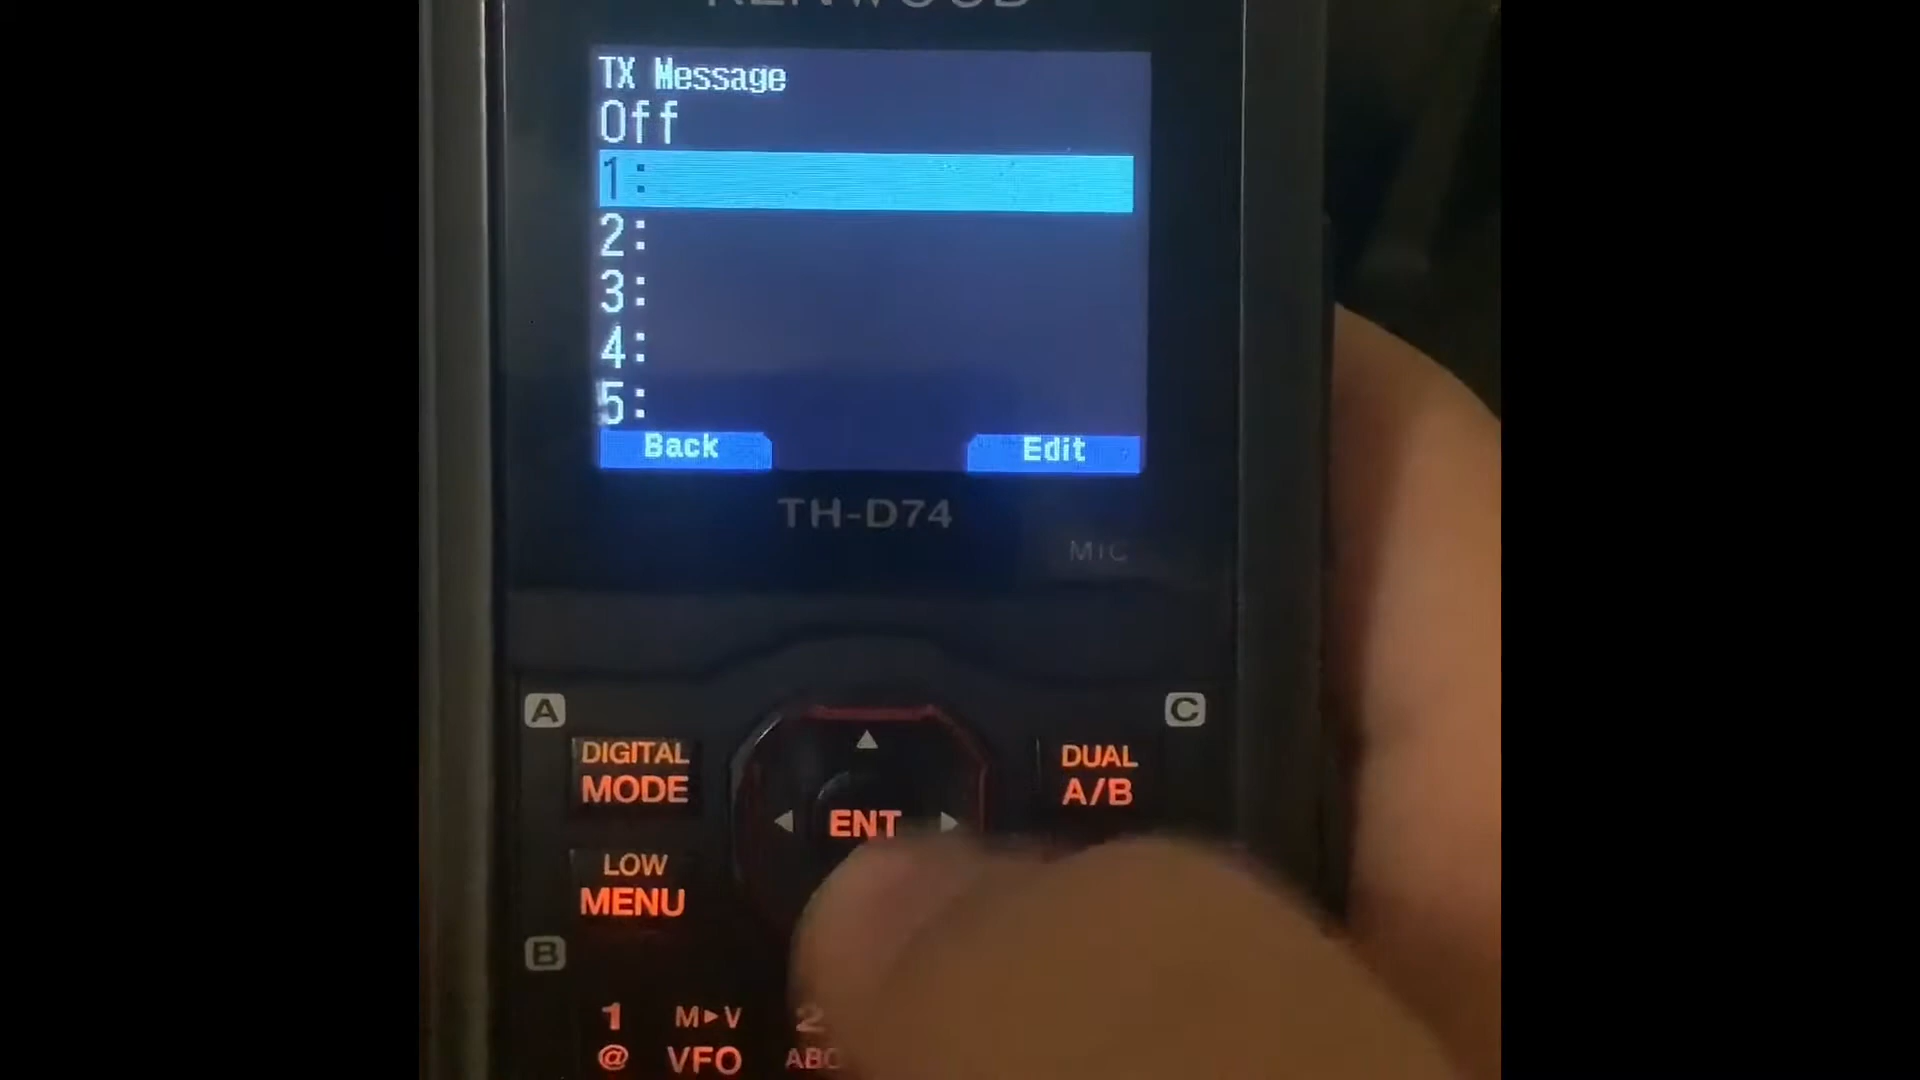 KENWOOD
TX Message
Off
1:
2:
3:
4:
5:
Back Edit
TH-D74
MIC
A C
DIGITAL DUAL
MODE A/B
ENT
LOW
MENU
B
1 M▸V 2
@ VFO ABC